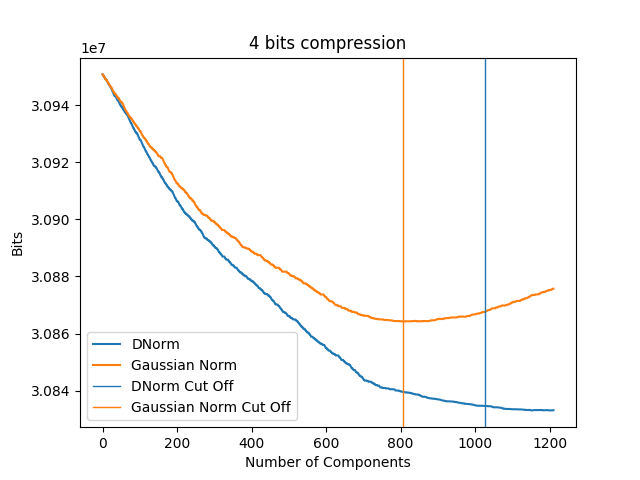 4 bits compression
1e7
3.094
3.092
3.090
3.088
3.086
3.084
Bits
DNorm
Gaussian Norm
DNorm Cut Off
Gaussian Norm Cut Off
0 200 400 600 800 1000 1200
Number of Components